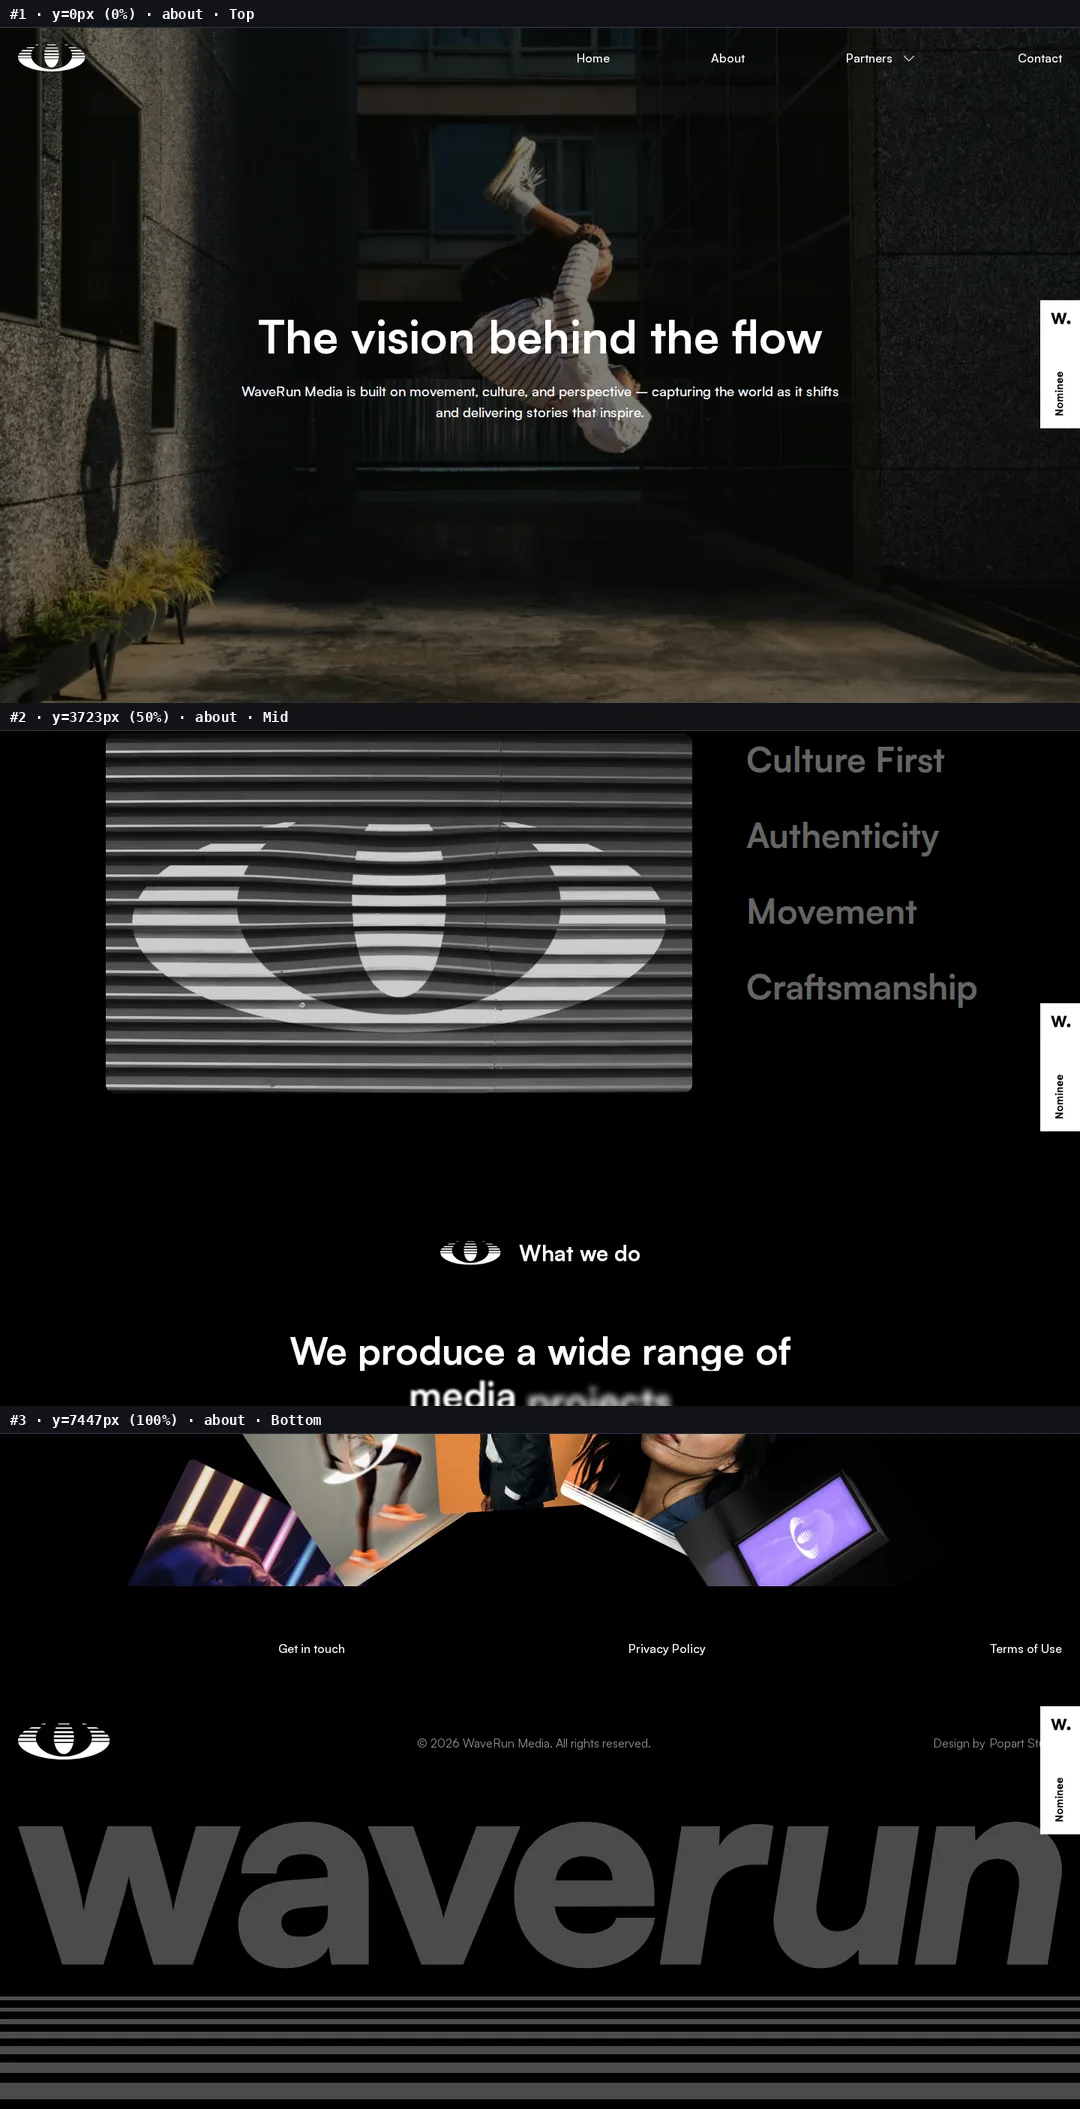 #1 · y=0px (0%) · about · Top
Home About Partners Contact
The vision behind the flow
WaveRun Media is built on movement, culture, and perspective — capturing the world as it shifts
and delivering stories that inspire.
W.
Nominee
#2 · y=3723px (50%) · about · Mid
Culture First
Authenticity
Movement
Craftsmanship
W.
Nominee
What we do
We produce a wide range of
media projects
#3 · y=7447px (100%) · about · Bottom
Get in touch Privacy Policy Terms of Use
© 2026 WaveRun Media. All rights reserved.
Design by Popart
W.
Nominee
waverun